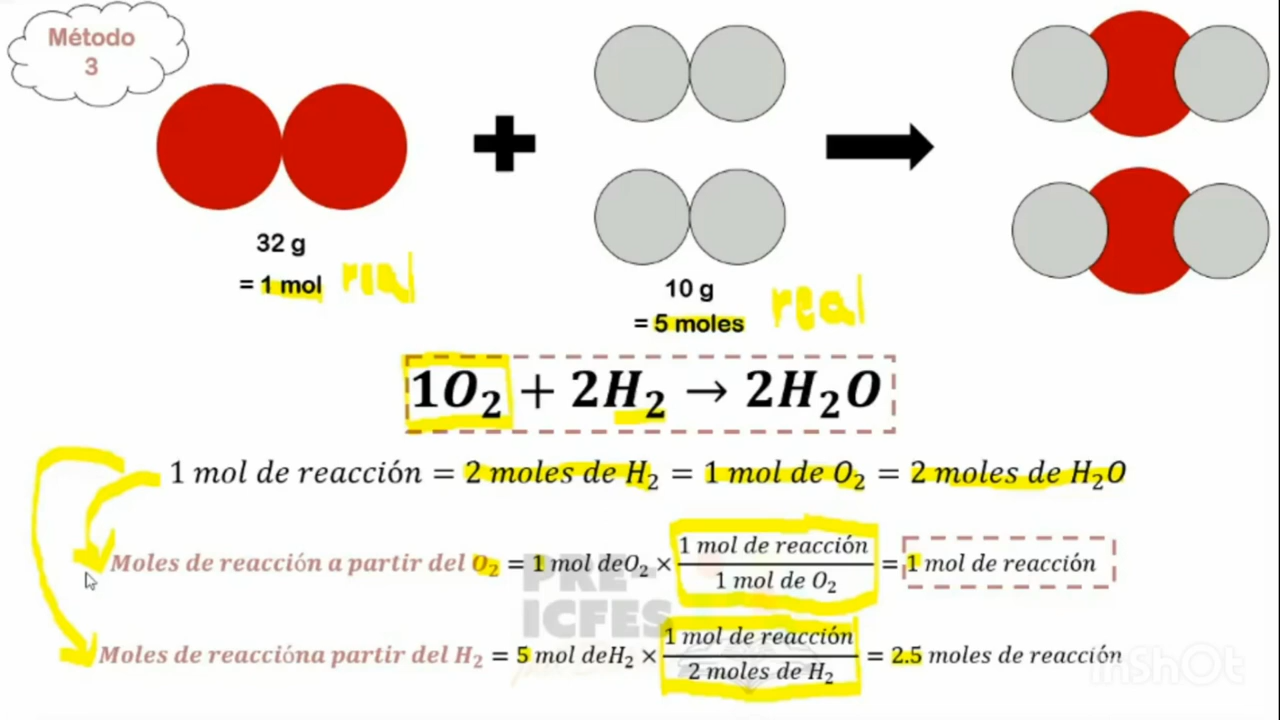 Método
3
32 g
= 1 mol real
10 g
= 5 moles real
1O₂ + 2H₂ → 2H₂O
1 mol de reacción = 2 moles de H₂ = 1 mol de O₂ = 2 moles de H₂O
Moles de reacción a partir del O₂ = 1 mol deO₂ × 1 mol de reacción / 1 mol de O₂ = 1 mol de reacción
PRE-
ICFES
Moles de reaccióna partir del H₂ = 5 mol deH₂ × 1 mol de reacción / 2 moles de H₂ = 2.5 moles de reacción
InShOt